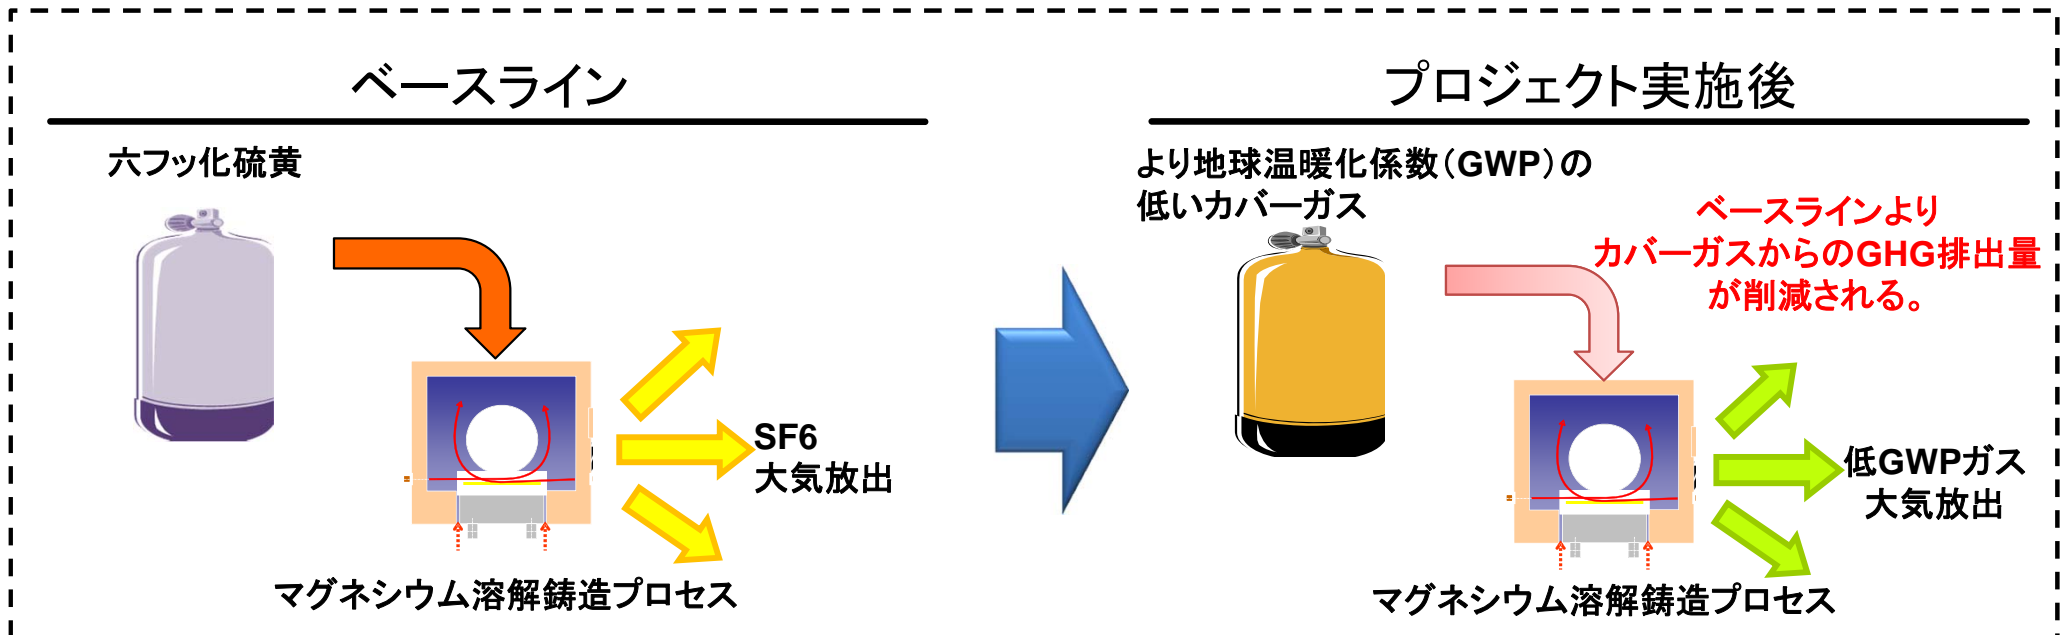 ベースライン
六フッ化硫黄
SF6
大気放出
マグネシウム溶解鋳造プロセス
プロジェクト実施後
より地球温暖化係数（GWP）の
低いカバーガス
ベースラインより
カバーガスからのGHG排出量
が削減される。
低GWPガス
大気放出
マグネシウム溶解鋳造プロセス